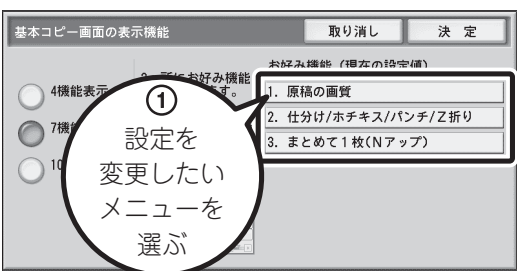 基本コピー画面の表示機能
取り消し
決 定
お好み機能（現在の設定値）
4機能表示
7機
10
1. 原稿の画質
2. 仕分け/ホチキス/パンチ/Z折り
3. まとめて1枚(Nアップ)
①
設定を
変更したい
メニューを
選ぶ